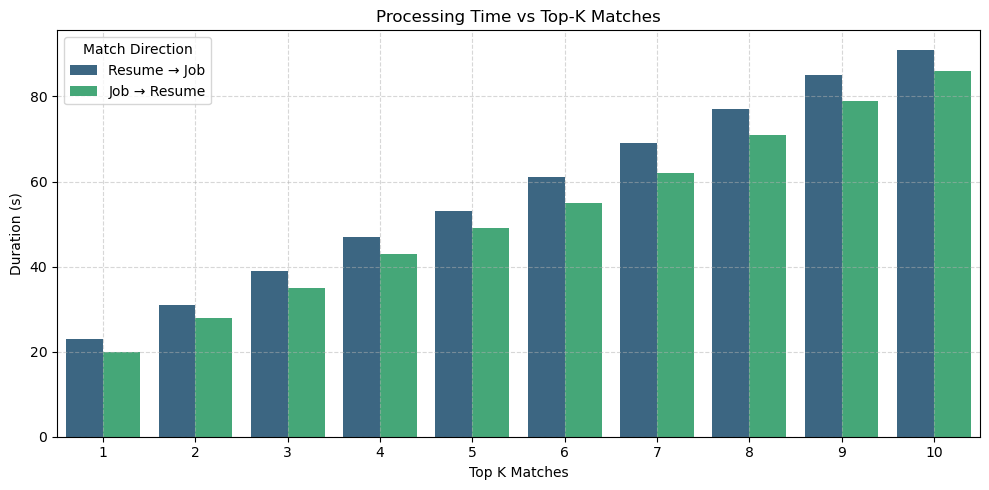 Processing Time vs Top-K Matches
Match Direction
Resume → Job
Job → Resume
Duration (s)
80
60
40
20
0
1 2 3 4 5 6 7 8 9 10
Top K Matches